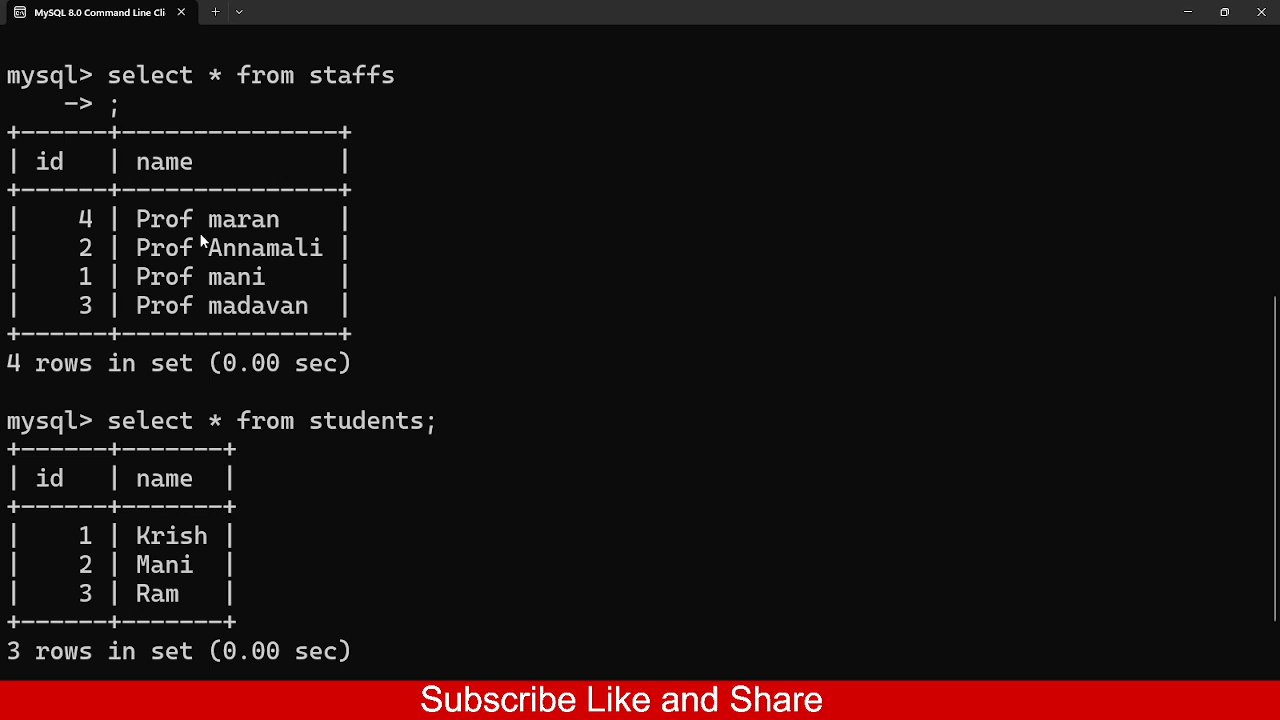 MySQL 8.0 Command Line Cli
mysql> select * from staffs
-> ;
+------+---------------+
| id   | name          |
+------+---------------+
|    4 | Prof maran    |
|    2 | Prof Annamali |
|    1 | Prof mani     |
|    3 | Prof madavan  |
+------+---------------+
4 rows in set (0.00 sec)
mysql> select * from students;
+------+-------+
| id   | name  |
+------+-------+
|    1 | Krish |
|    2 | Mani  |
|    3 | Ram   |
+------+-------+
3 rows in set (0.00 sec)
Subscribe Like and Share